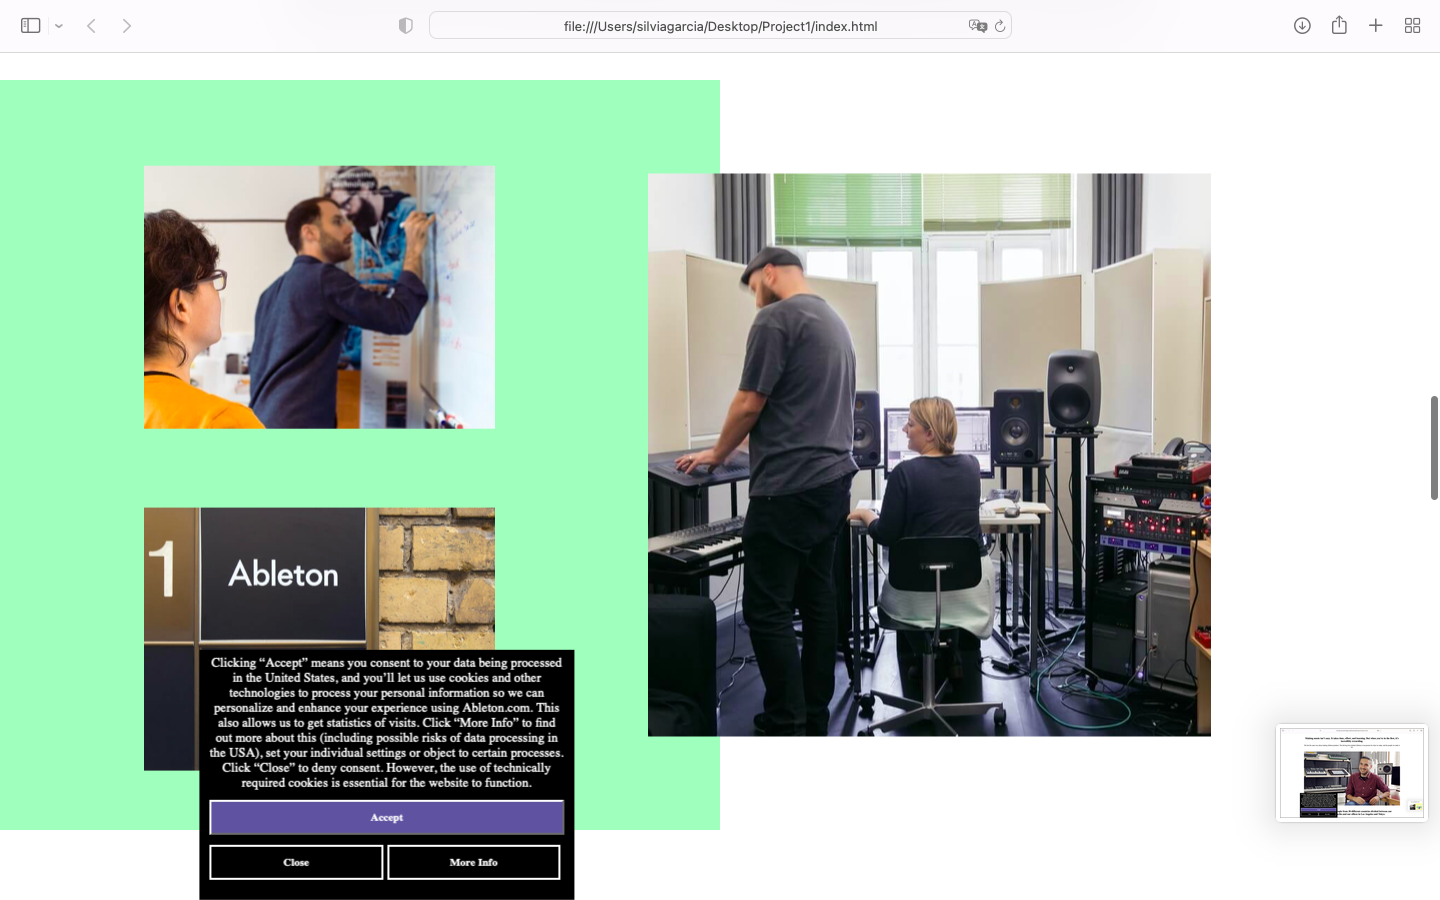 file:///Users/silviagarcia/Desktop/Project1/index.html
1
Ableton
Clicking “Accept” means you consent to your data being processed
in the United States, and you’ll let us use cookies and other
technologies to process your personal information so we can
personalize and enhance your experience using Ableton.com. This
also allows us to get statistics of visits. Click “More Info” to find
out more about this (including possible risks of data processing in
the USA), set your individual settings or object to certain processes.
Click “Close” to deny consent. However, the use of technically
required cookies is essential for the website to function.
Accept
Close
More Info